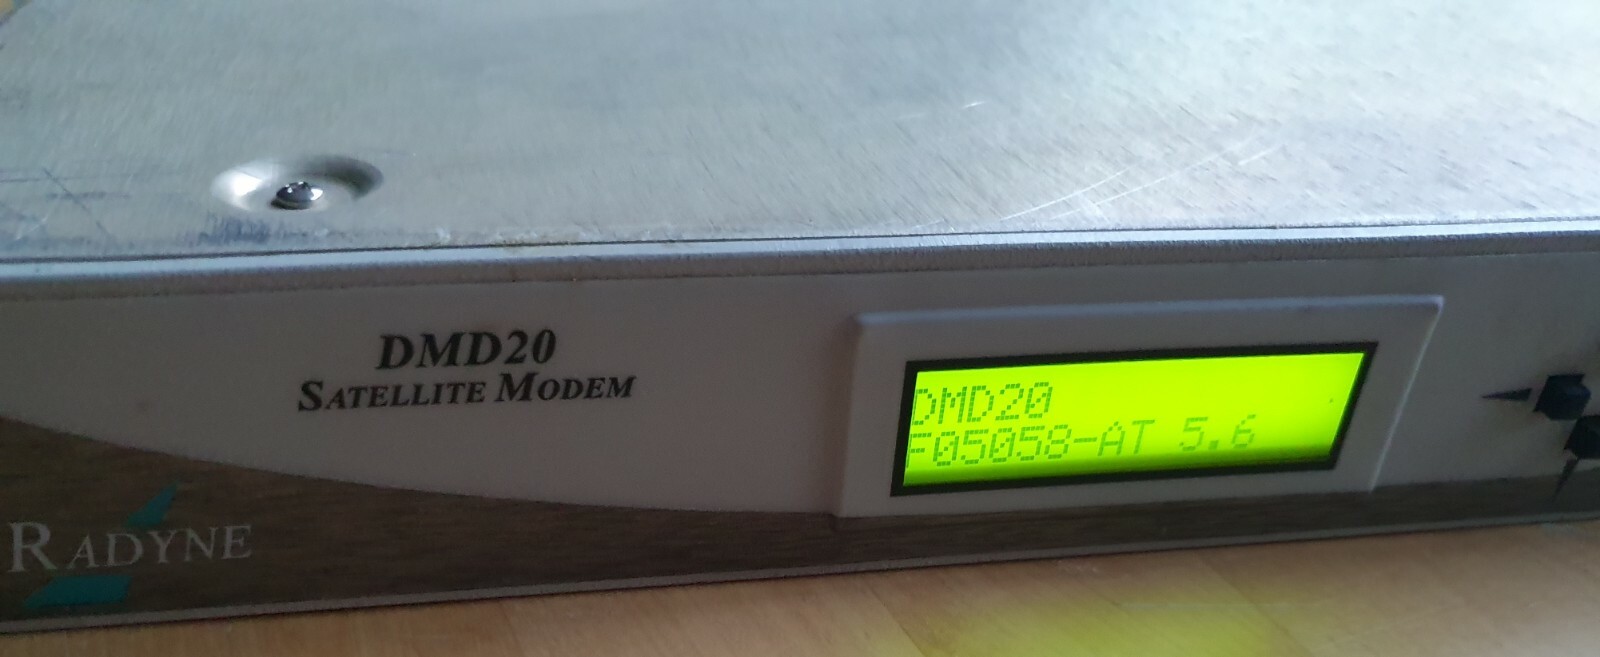 DMD20
SATELLITE MODEM
DMD20
F05058-AT 5.6
RADYNE